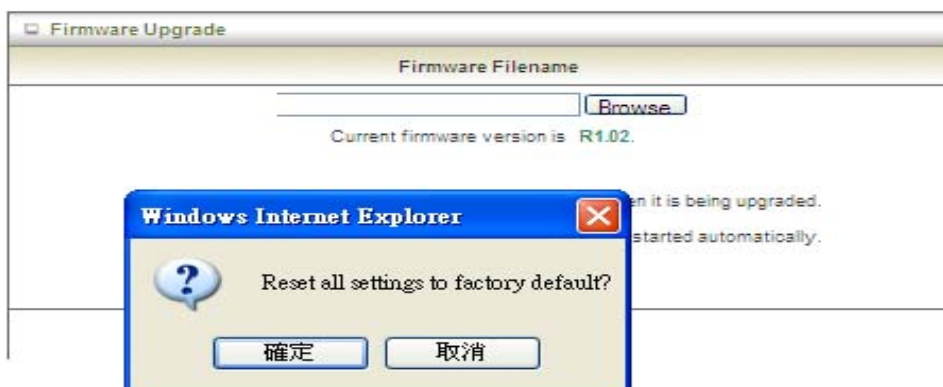 Firmware Upgrade
Firmware Filename
Browse
Current firmware version is R1.02.
it is being upgraded.
started automatically.
Windows Internet Explorer
Reset all settings to factory default?
確定
取消